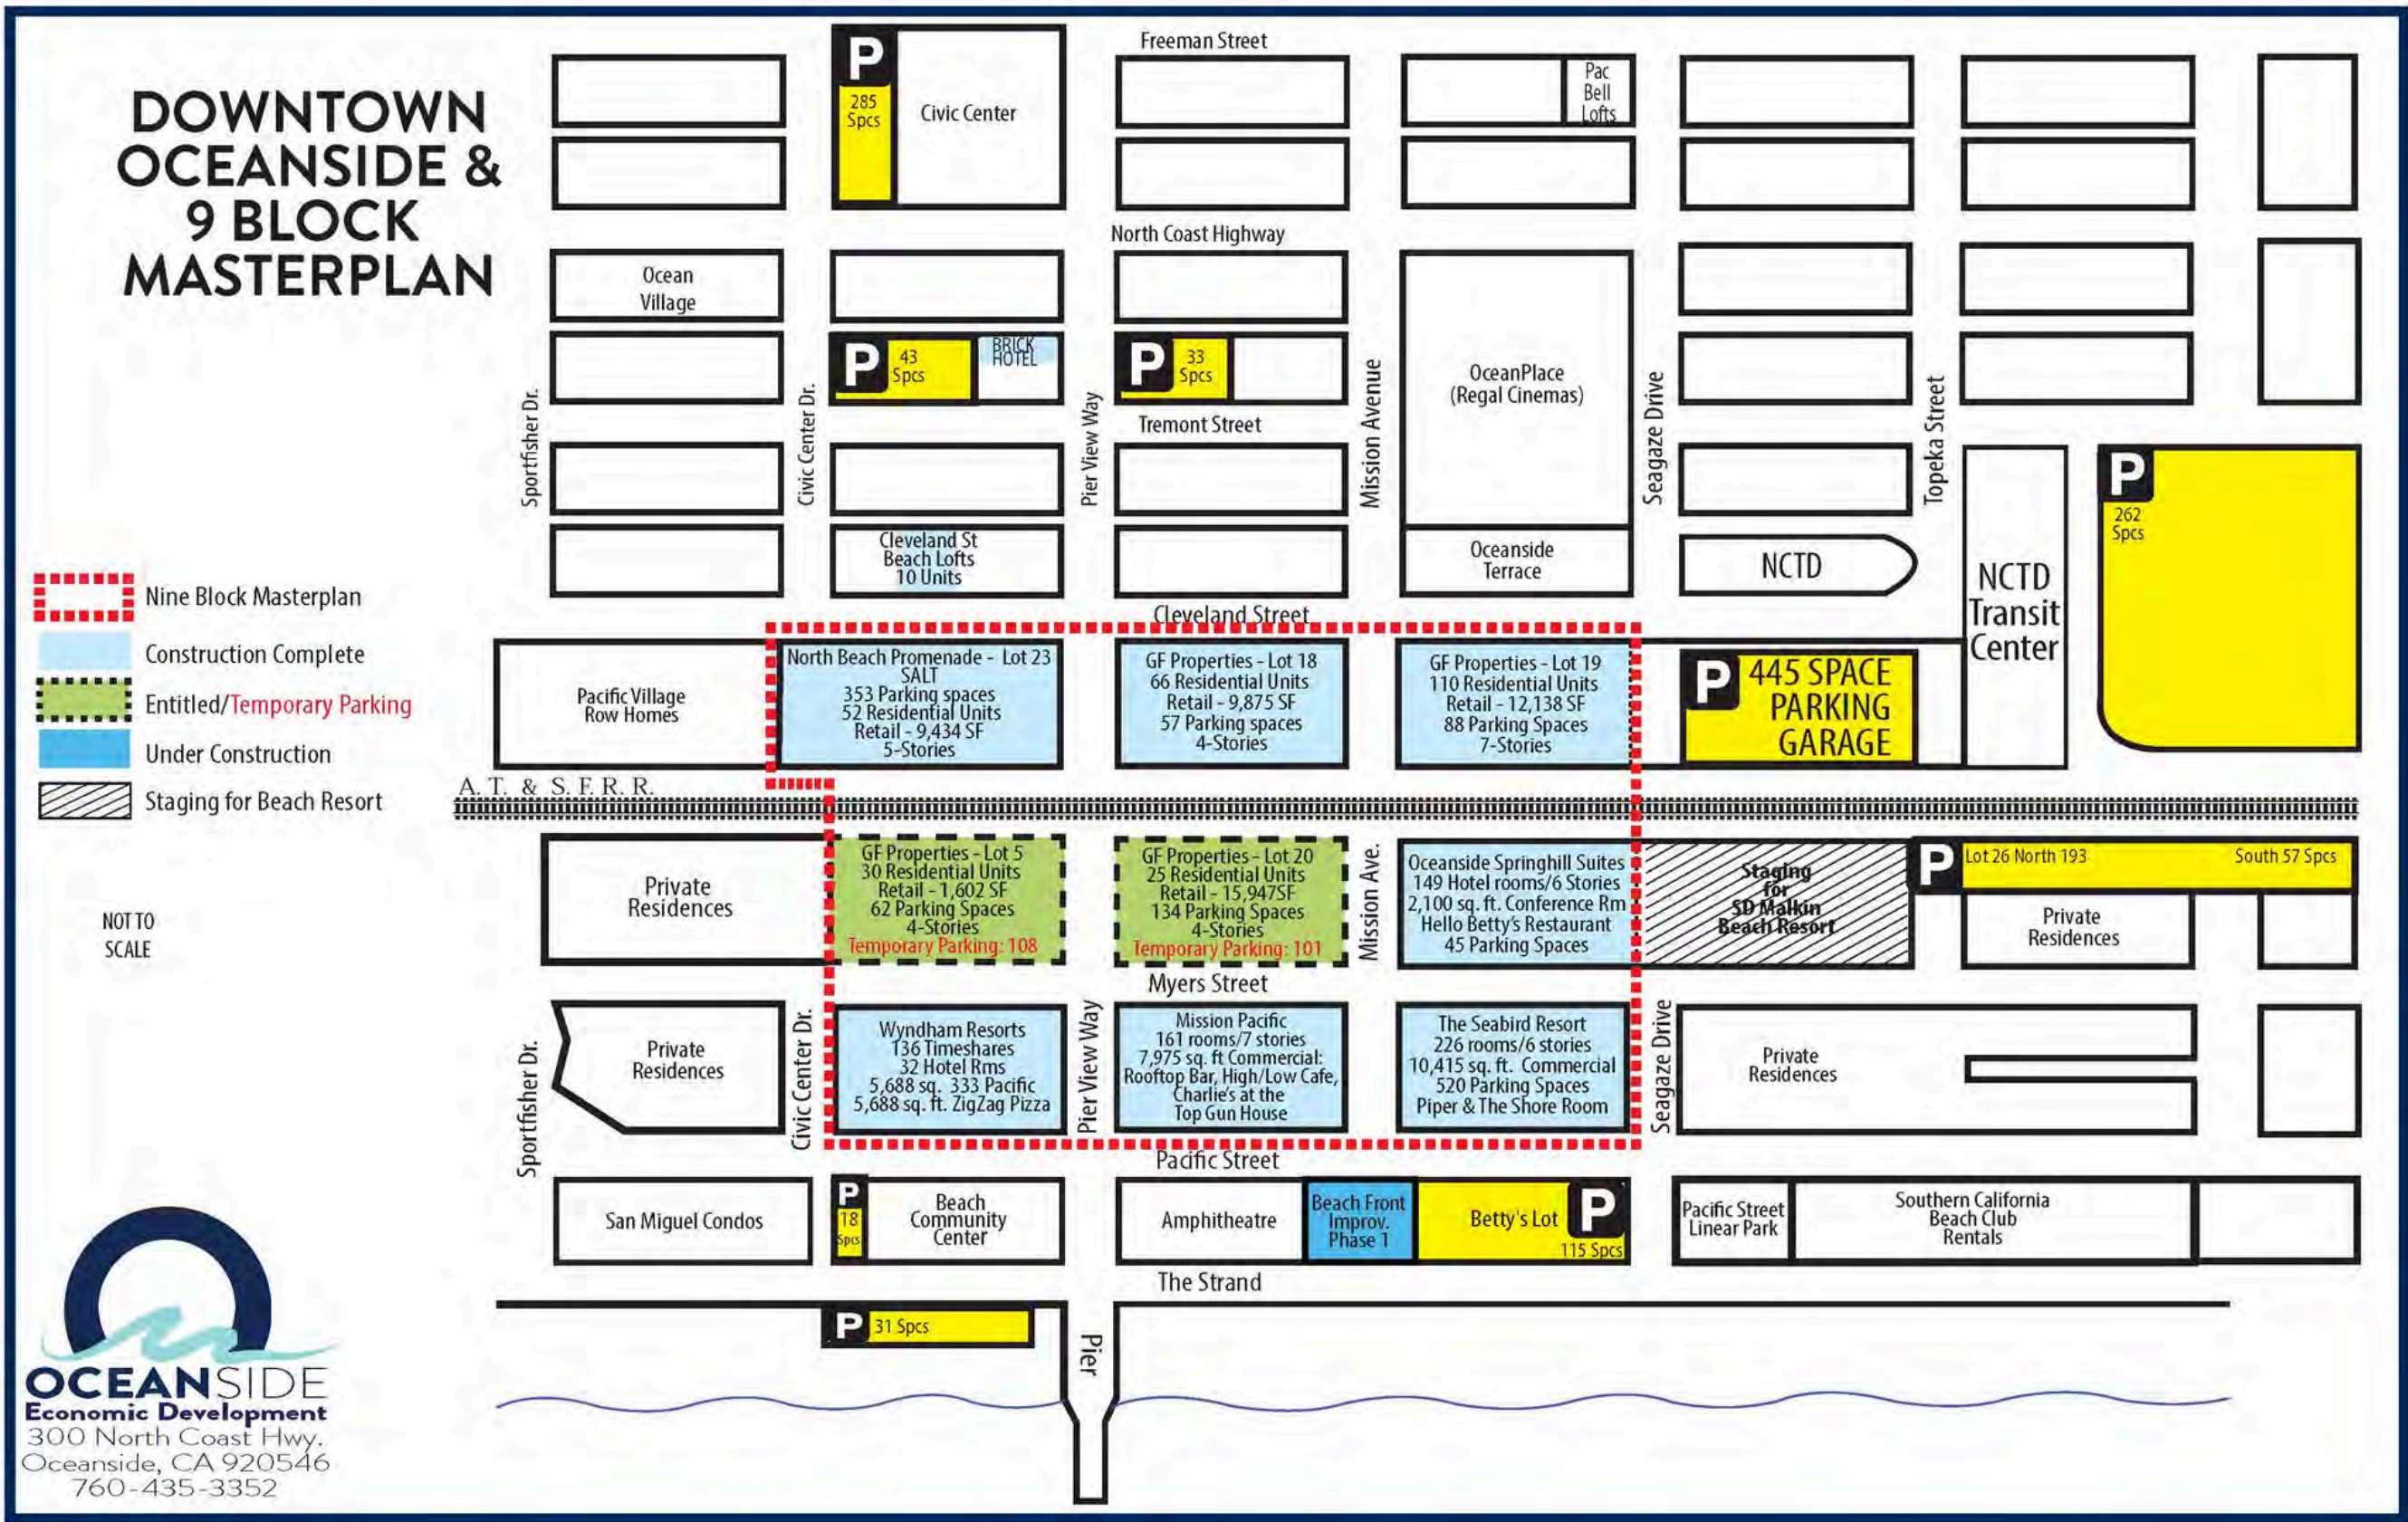 DOWNTOWN
OCEANSIDE &
9 BLOCK
MASTERPLAN
Freeman Street
P
285
Spcs
Civic Center
Pac
Bell
Lofts
North Coast Highway
Ocean
Village
P
43
Spcs
BRICK
HOTEL
P
33
Spcs
OceanPlace
(Regal Cinemas)
Tremont Street
Sportfisher Dr.
Civic Center Dr.
Pier View Way
Mission Avenue
Seagaze Drive
Topeka Street
P
262
Spcs
Cleveland St
Beach Lofts
10 Units
Oceanside
Terrace
NCTD
NCTD
Transit
Center
Cleveland Street
Nine Block Masterplan
Construction Complete
Entitled/Temporary Parking
Under Construction
Staging for Beach Resort
NOT TO
SCALE
Pacific Village
Row Homes
North Beach Promenade - Lot 23
SALT
353 Parking spaces
52 Residential Units
Retail - 9,434 SF
5-Stories
GF Properties - Lot 18
66 Residential Units
Retail - 9,875 SF
57 Parking spaces
4-Stories
GF Properties - Lot 19
110 Residential Units
Retail - 12,138 SF
88 Parking Spaces
7-Stories
P
445 SPACE
PARKING
GARAGE
A. T. & S. F. R. R.
Private
Residences
GF Properties - Lot 5
30 Residential Units
Retail - 1,602 SF
62 Parking Spaces
4-Stories
Temporary Parking: 108
GF Properties - Lot 20
25 Residential Units
Retail - 15,947SF
134 Parking Spaces
4-Stories
Temporary Parking: 101
Mission Ave.
Oceanside Springhill Suites
149 Hotel rooms/6 Stories
2,100 sq. ft. Conference Rm
Hello Betty's Restaurant
45 Parking Spaces
Staging
for
SD Malkin
Beach Resort
P
Lot 26 North 193
South 57 Spcs
Private
Residences
Myers Street
Sportfisher Dr.
Private
Residences
Civic Center Dr.
Wyndham Resorts
136 Timeshares
32 Hotel Rms
5,688 sq. 333 Pacific
5,688 sq. ft. ZigZag Pizza
Pier View Way
Mission Pacific
161 rooms/7 stories
7,975 sq. ft Commercial:
Rooftop Bar, High/Low Cafe,
Charlie's at the
Top Gun House
The Seabird Resort
226 rooms/6 stories
10,415 sq. ft. Commercial
520 Parking Spaces
Piper & The Shore Room
Seagaze Drive
Private
Residences
Pacific Street
San Miguel Condos
P
18
Spcs
Beach
Community
Center
Amphitheatre
Beach Front
Improv.
Phase 1
Betty's Lot
P
115 Spcs
Pacific Street
Linear Park
Southern California
Beach Club
Rentals
The Strand
P
31 Spcs
Pier
OCEANSIDE
Economic Development
300 North Coast Hwy.
Oceanside, CA 920546
760-435-3352